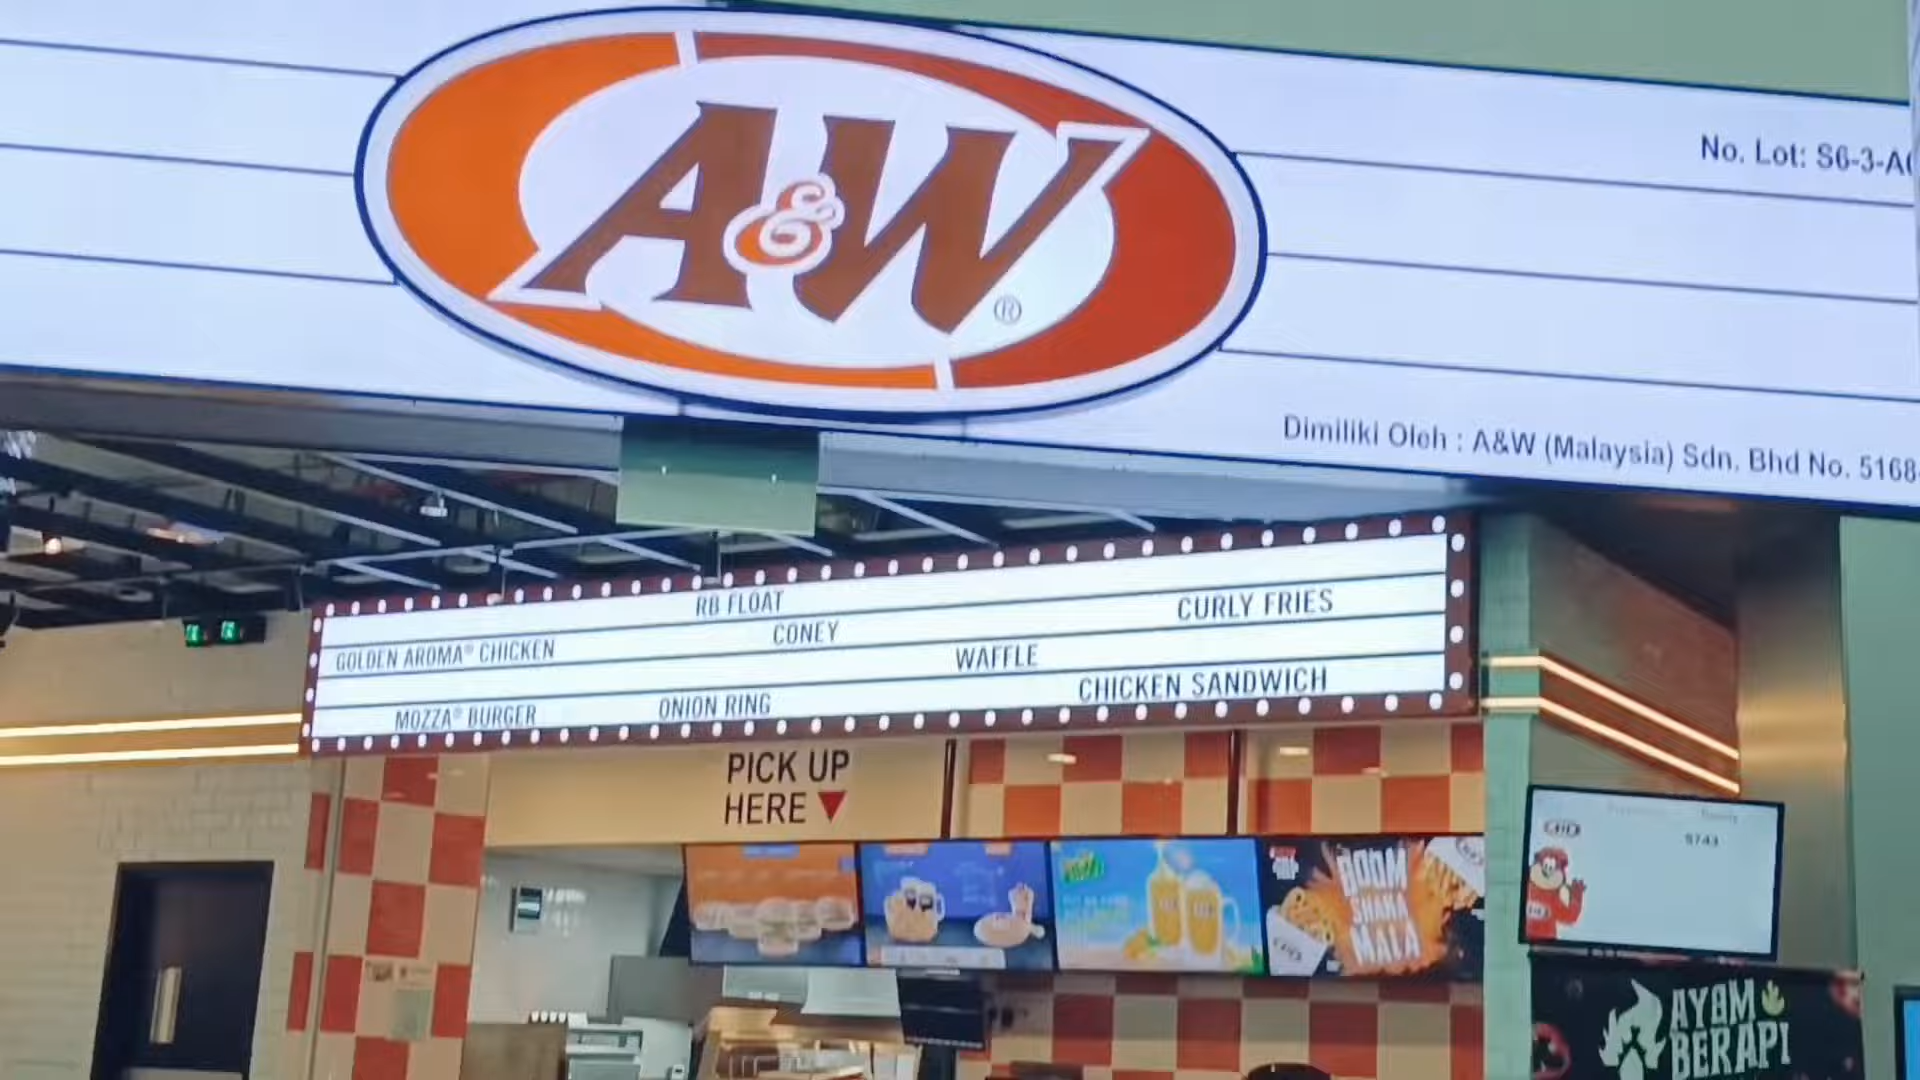 A&W®
No. Lot: S6-3-A
Dimiliki Oleh : A&W (Malaysia) Sdn. Bhd No. 5168
RB FLOAT
CURLY FRIES
CONEY
GOLDEN AROMA® CHICKEN
WAFFLE
CHICKEN SANDWICH
ONION RING
MOZZA® BURGER
PICK UP
HERE
BOOM
SHAKA
MALA
5743
AYAM
BERAPI